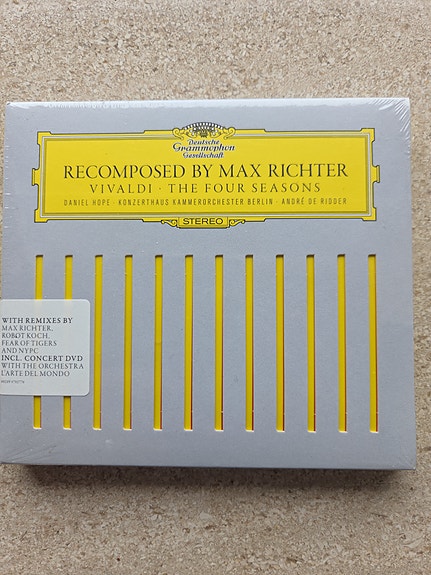 Deutsche
Grammophon
Gesellschaft
RECOMPOSED BY MAX RICHTER
VIVALDI · THE FOUR SEASONS
DANIEL HOPE · KONZERTHAUS KAMMERORCHESTER BERLIN · ANDRÉ DE RIDDER
STEREO
WITH REMIXES BY
MAX RICHTER,
ROBOT KOCH,
FEAR OF TIGERS
AND NYPC
INCL. CONCERT DVD
WITH THE ORCHESTRA
L'ARTE DEL MONDO